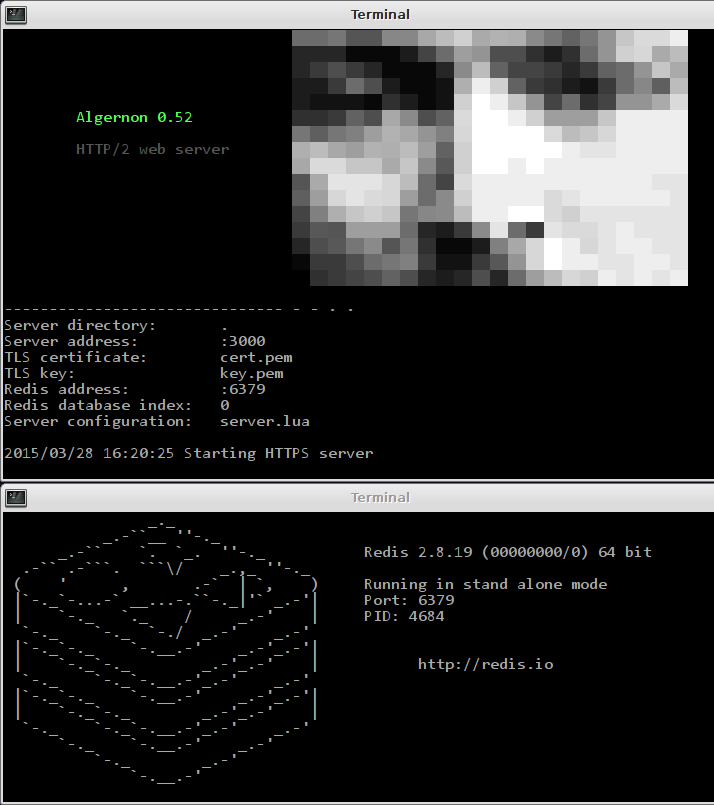 Terminal
Algernon 0.52
HTTP/2 web server
------------------------------- - - . .
Server directory: .
Server address: :3000
TLS certificate: cert.pem
TLS key: key.pem
Redis address: :6379
Redis database index: 0
Server configuration: server.lua
2015/03/28 16:20:25 Starting HTTPS server
Terminal
Redis 2.8.19 (00000000/0) 64 bit
Running in stand alone mode
Port: 6379
PID: 4684
http://redis.io